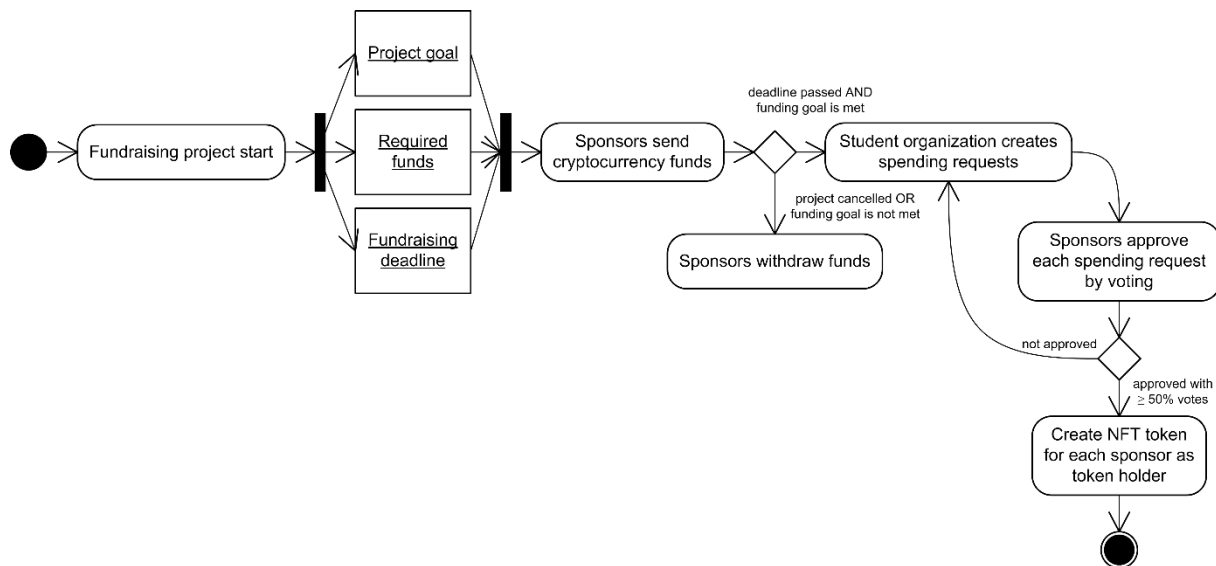 Project goal
deadline passed AND
funding goal is met
Fundraising project start
Required
funds
Sponsors send
cryptocurrency funds
Student organization creates
spending requests
project cancelled OR
funding goal is not met
Fundraising
deadline
Sponsors withdraw funds
Sponsors approve
each spending request
by voting
not approved
approved with
≥ 50% votes
Create NFT token
for each sponsor as
token holder